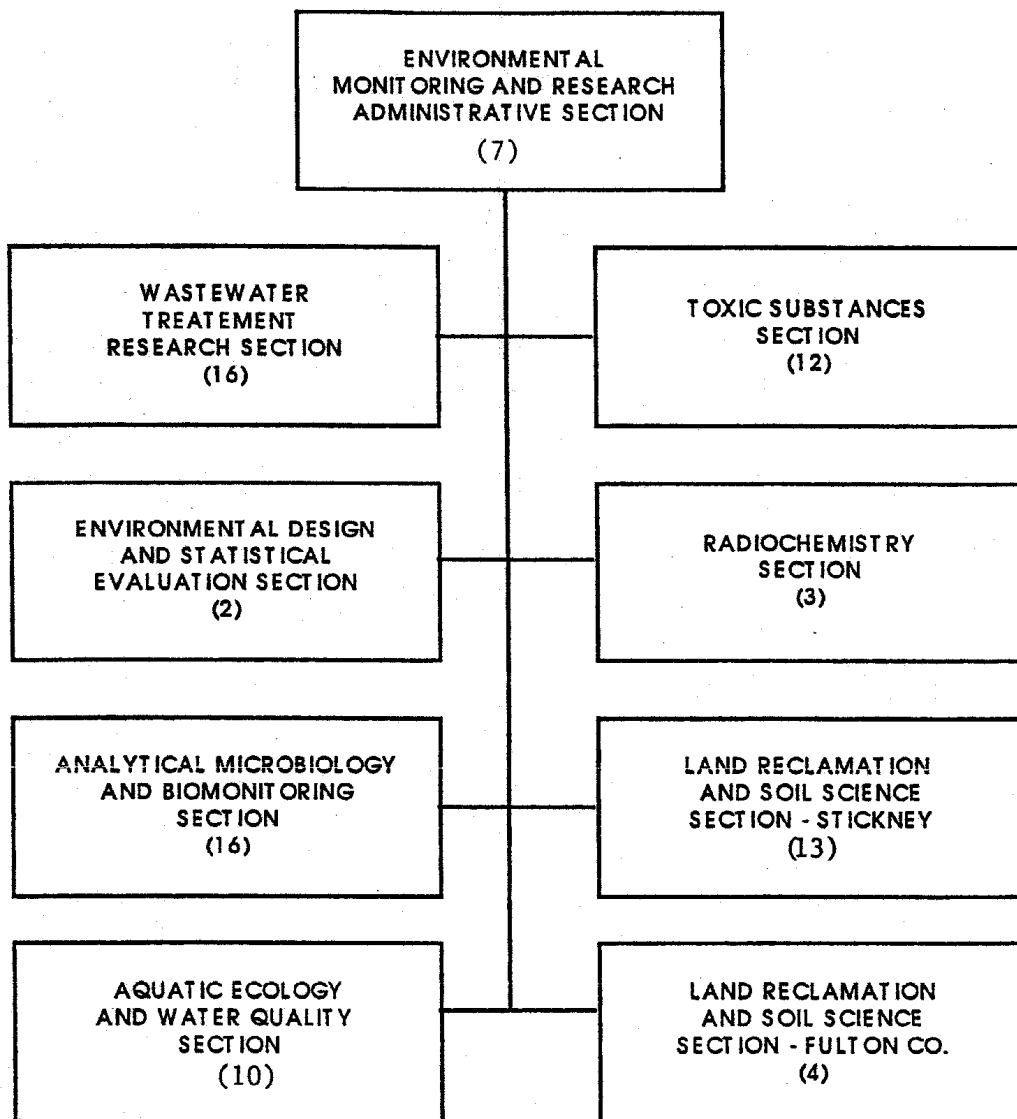 ENVIRONMENTAL
MONITORING AND RESEARCH
ADMINISTRATIVE SECTION
(7)
WASTEWATER
TREATEMENT
RESEARCH SECTION
(16)
TOXIC SUBSTANCES
SECTION
(12)
ENVIRONMENTAL DESIGN
AND STATISTICAL
EVALUATION SECTION
(2)
RADIOCHEMISTRY
SECTION
(3)
ANALYTICAL MICROBIOLOGY
AND BIOMONITORING
SECTION
(16)
LAND RECLAMATION
AND SOIL SCIENCE
SECTION - STICKNEY
(13)
AQUATIC ECOLOGY
AND WATER QUALITY
SECTION
(10)
LAND RECLAMATION
AND SOIL SCIENCE
SECTION - FULTON CO.
(4)